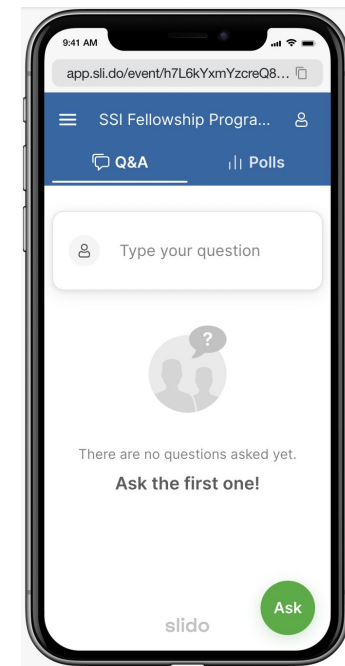 9:41 AM
app.sli.do/event/h7L6kYxmYzcreQ8...
SSI Fellowship Progra...
Q&A Polls
Type your question
?
There are no questions asked yet.
Ask the first one!
Ask
slido